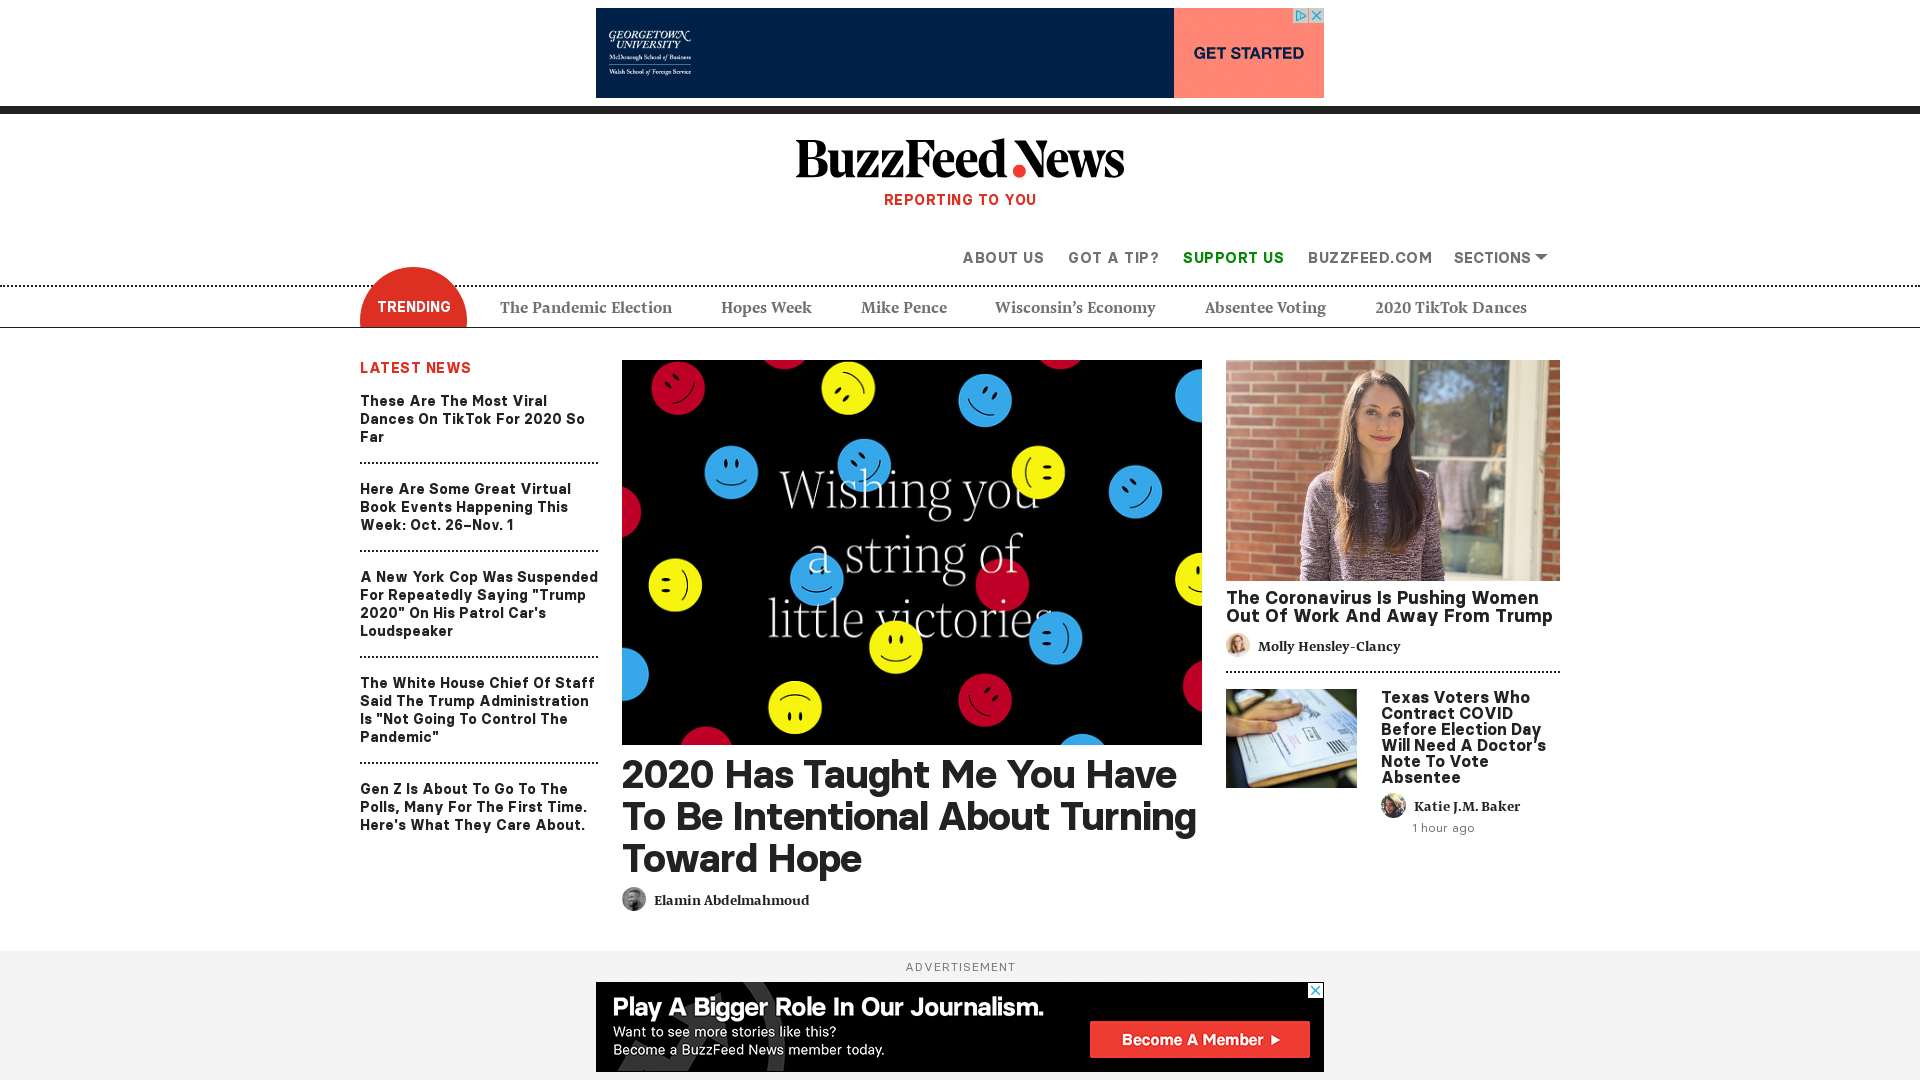 GEORGETOWN
UNIVERSITY
McDonough School of Business
Walsh School of Foreign Service
GET STARTED
BuzzFeed News
REPORTING TO YOU
ABOUT US
GOT A TIP?
SUPPORT US
BUZZFEED.COM
SECTIONS
TRENDING
The Pandemic Election
Hopes Week
Mike Pence
Wisconsin’s Economy
Absentee Voting
2020 TikTok Dances
LATEST NEWS
These Are The Most Viral
Dances On TikTok For 2020 So
Far
Here Are Some Great Virtual
Book Events Happening This
Week: Oct. 26–Nov. 1
A New York Cop Was Suspended
For Repeatedly Saying "Trump
2020" On His Patrol Car's
Loudspeaker
The White House Chief Of Staff
Said The Trump Administration
Is "Not Going To Control The
Pandemic"
Gen Z Is About To Go To The
Polls, Many For The First Time.
Here's What They Care About.
Wishing you
a string of
little victories
2020 Has Taught Me You Have
To Be Intentional About Turning
Toward Hope
Elamin Abdelmahmoud
The Coronavirus Is Pushing Women
Out Of Work And Away From Trump
Molly Hensley-Clancy
Texas Voters Who
Contract COVID
Before Election Day
Will Need A Doctor's
Note To Vote
Absentee
Katie J.M. Baker
1 hour ago
ADVERTISEMENT
Play A Bigger Role In Our Journalism.
Want to see more stories like this?
Become a BuzzFeed News member today.
Become A Member